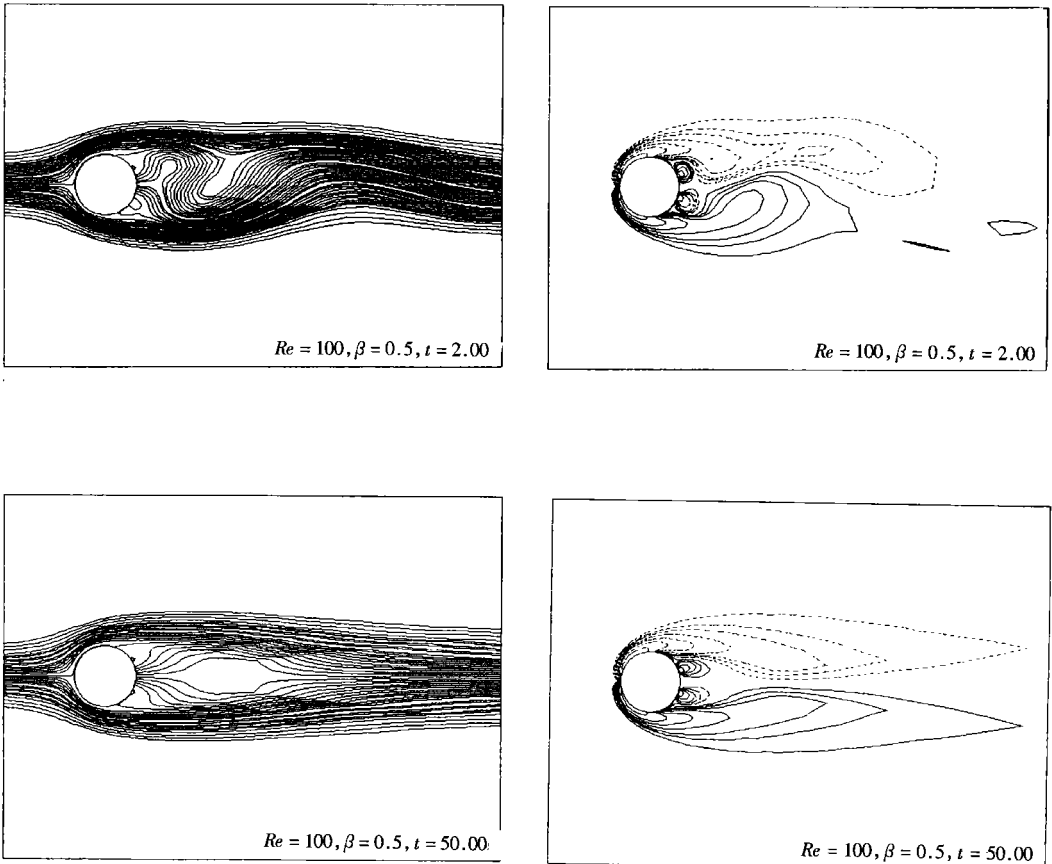 Re = 100, β = 0.5, t = 2.00
Re = 100, β = 0.5, t = 2.00
Re = 100, β = 0.5, t = 50.00
Re = 100, β = 0.5, t = 50.00